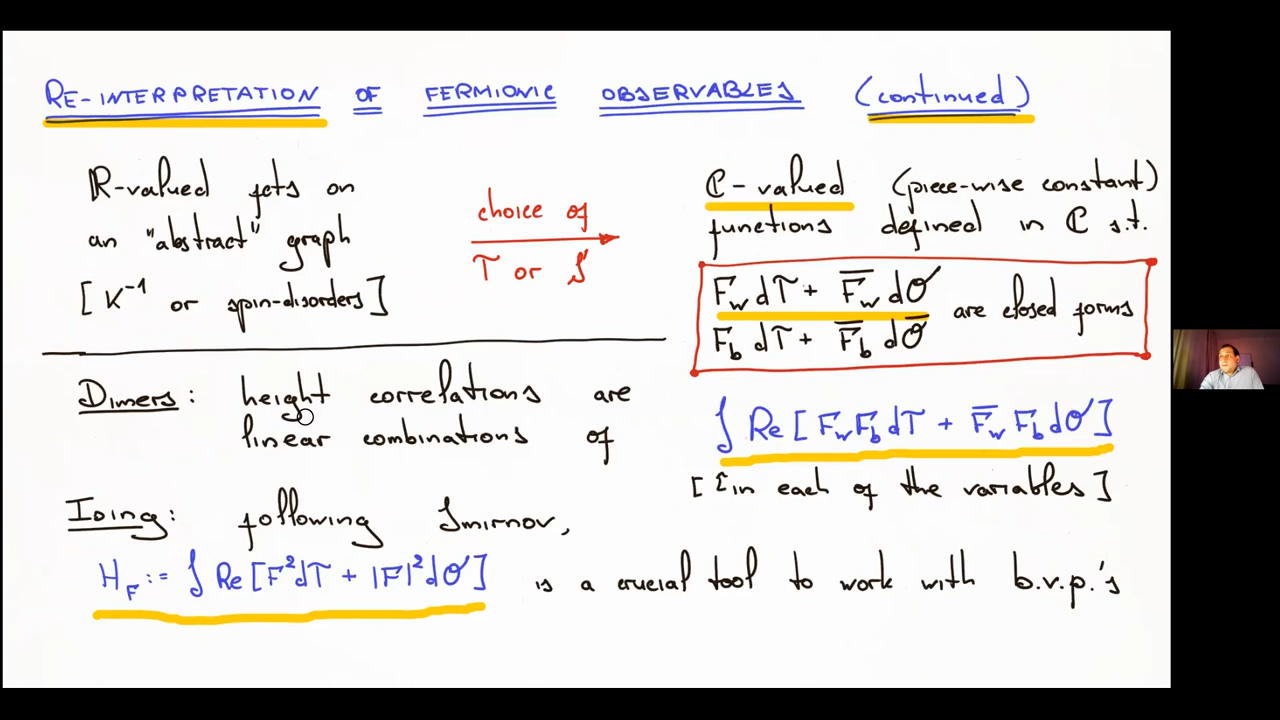 RE-INTERPRETATION OF FERMIONIC OBSERVABLES (continued)
ℝ-valued fcts on
an "abstract" graph
[K⁻¹ or spin-disorders]
choice of
T or S
ℂ-valued (piece-wise constant)
functions defined in ℂ s.t.
F_w dT + F̅_w dO
F_b dT + F̅_b dO̅
are closed forms
Dimers: height correlations are
linear combinations of
∫ Re[F_w F_b dT + F̅_w F_b dO]
[Σ in each of the variables]
Ising: following Smirnov,
H_F := ∫ Re[F² dT + |F|² dO] is a crucial tool to work with b.v.p.'s